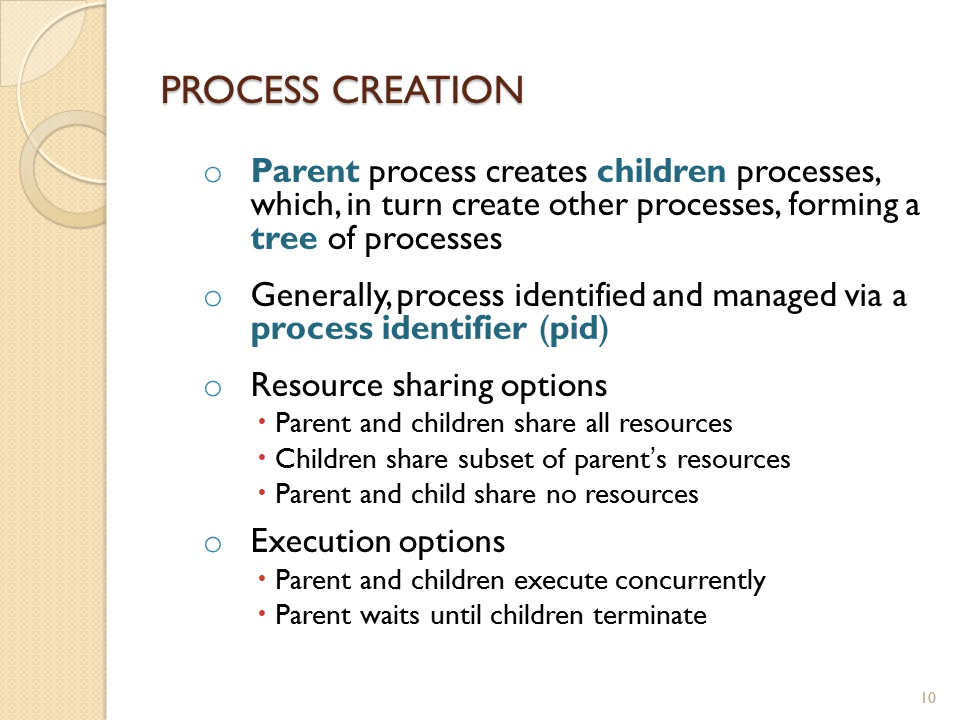 PROCESS CREATION
o Parent process creates children processes,
which, in turn create other processes, forming a
tree of processes
o Generally, process identified and managed via a
process identifier (pid)
o Resource sharing options
• Parent and children share all resources
• Children share subset of parent’s resources
• Parent and child share no resources
o Execution options
• Parent and children execute concurrently
• Parent waits until children terminate
10